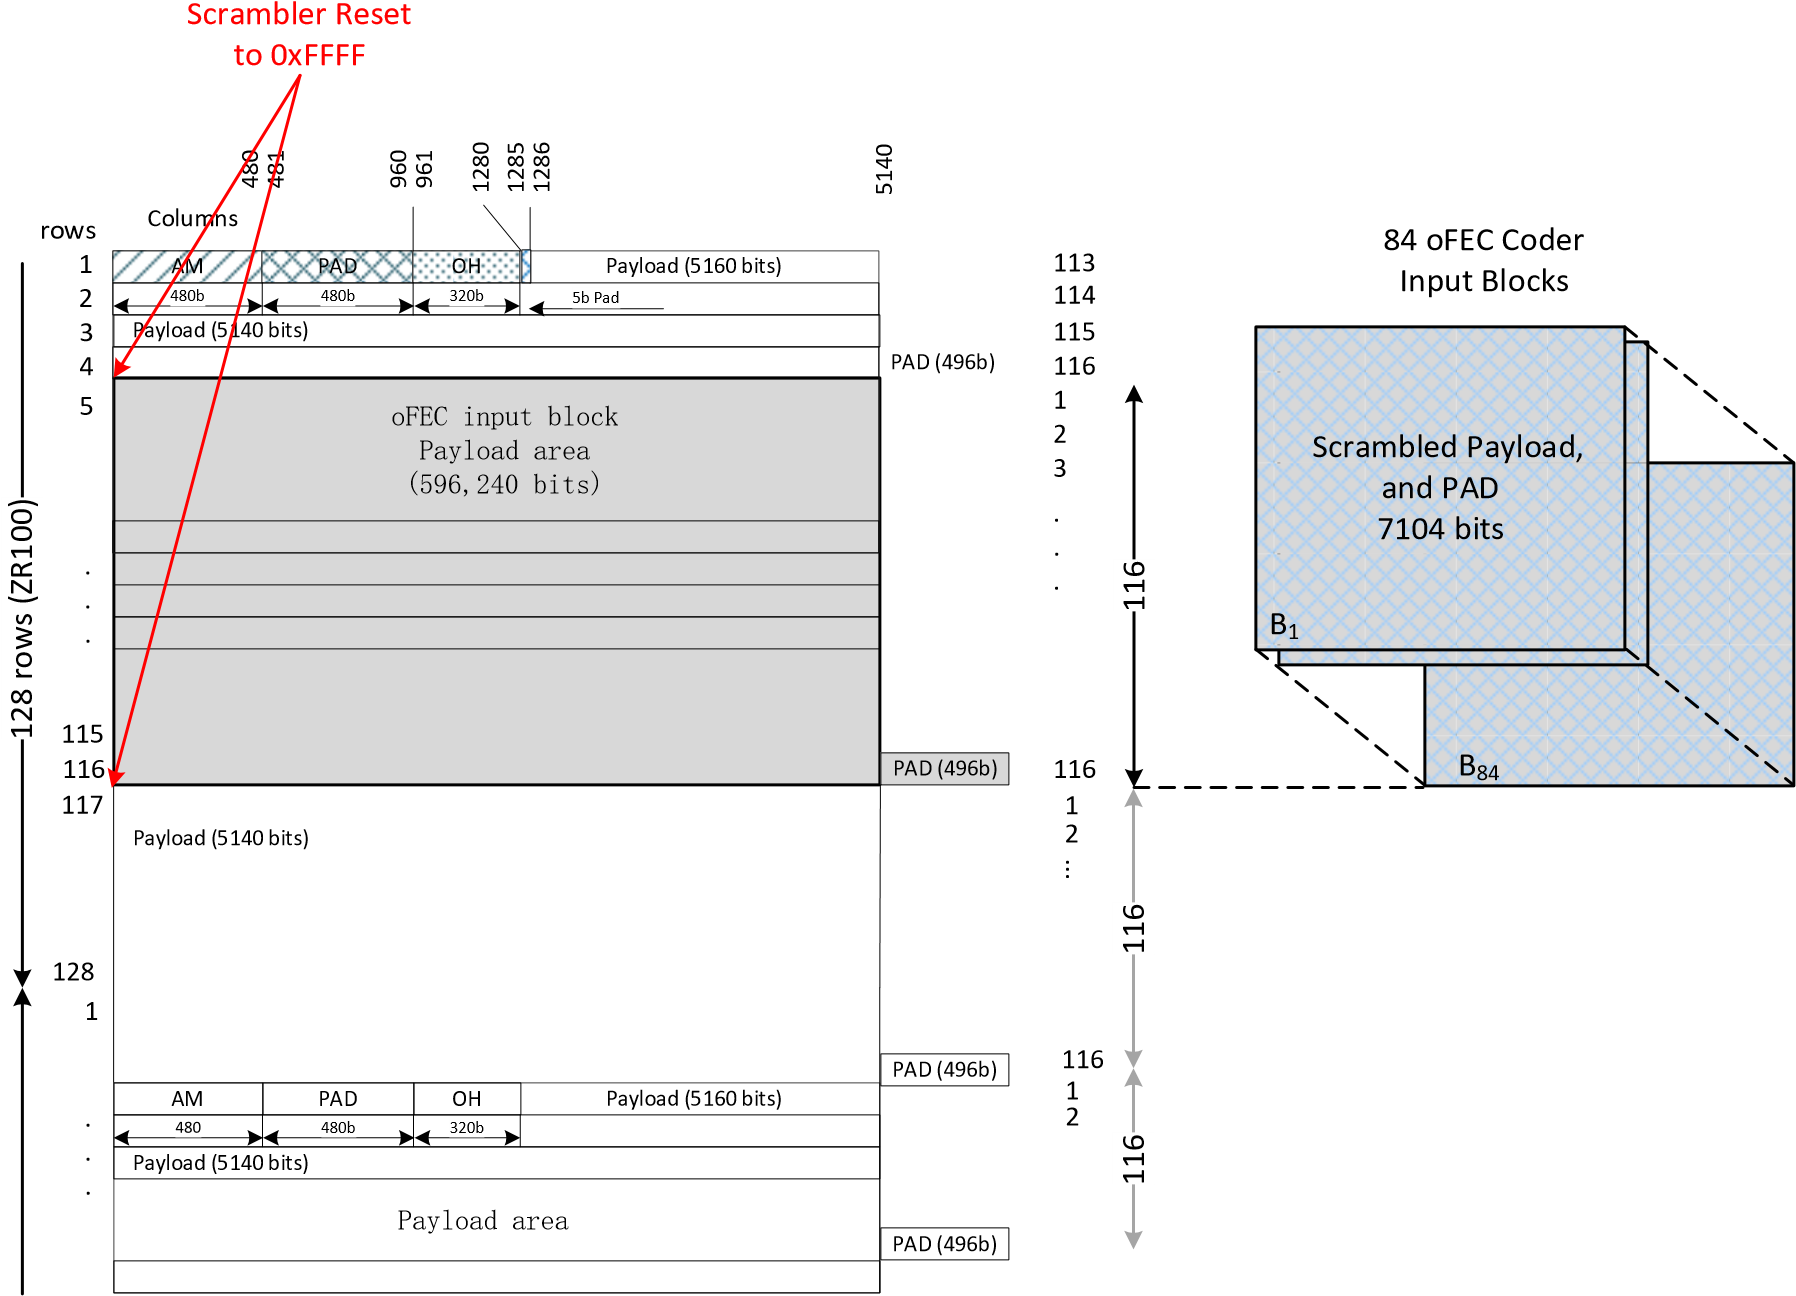 Scrambler Reset
to 0xFFFF
480
481
960
961
1280
1285
1286
5140
Columns
rows
1
AM
PAD
OH
Payload (5160 bits)
2
480b
480b
320b
5b Pad
3
Payload (5140 bits)
4
PAD (496b)
5
oFEC input block
Payload area
(596,240 bits)
.
.
.
115
116
PAD (496b)
117
Payload (5140 bits)
128
1
PAD (496b)
AM
PAD
OH
Payload (5160 bits)
480
480b
320b
Payload (5140 bits)
.
.
.
Payload area
PAD (496b)
128 rows (ZR100)
113
114
115
116
1
2
3
.
.
.
116
1
2
...
116
1
2
116
116
116
84 oFEC Coder
Input Blocks
Scrambled Payload,
and PAD
7104 bits
B1
B84